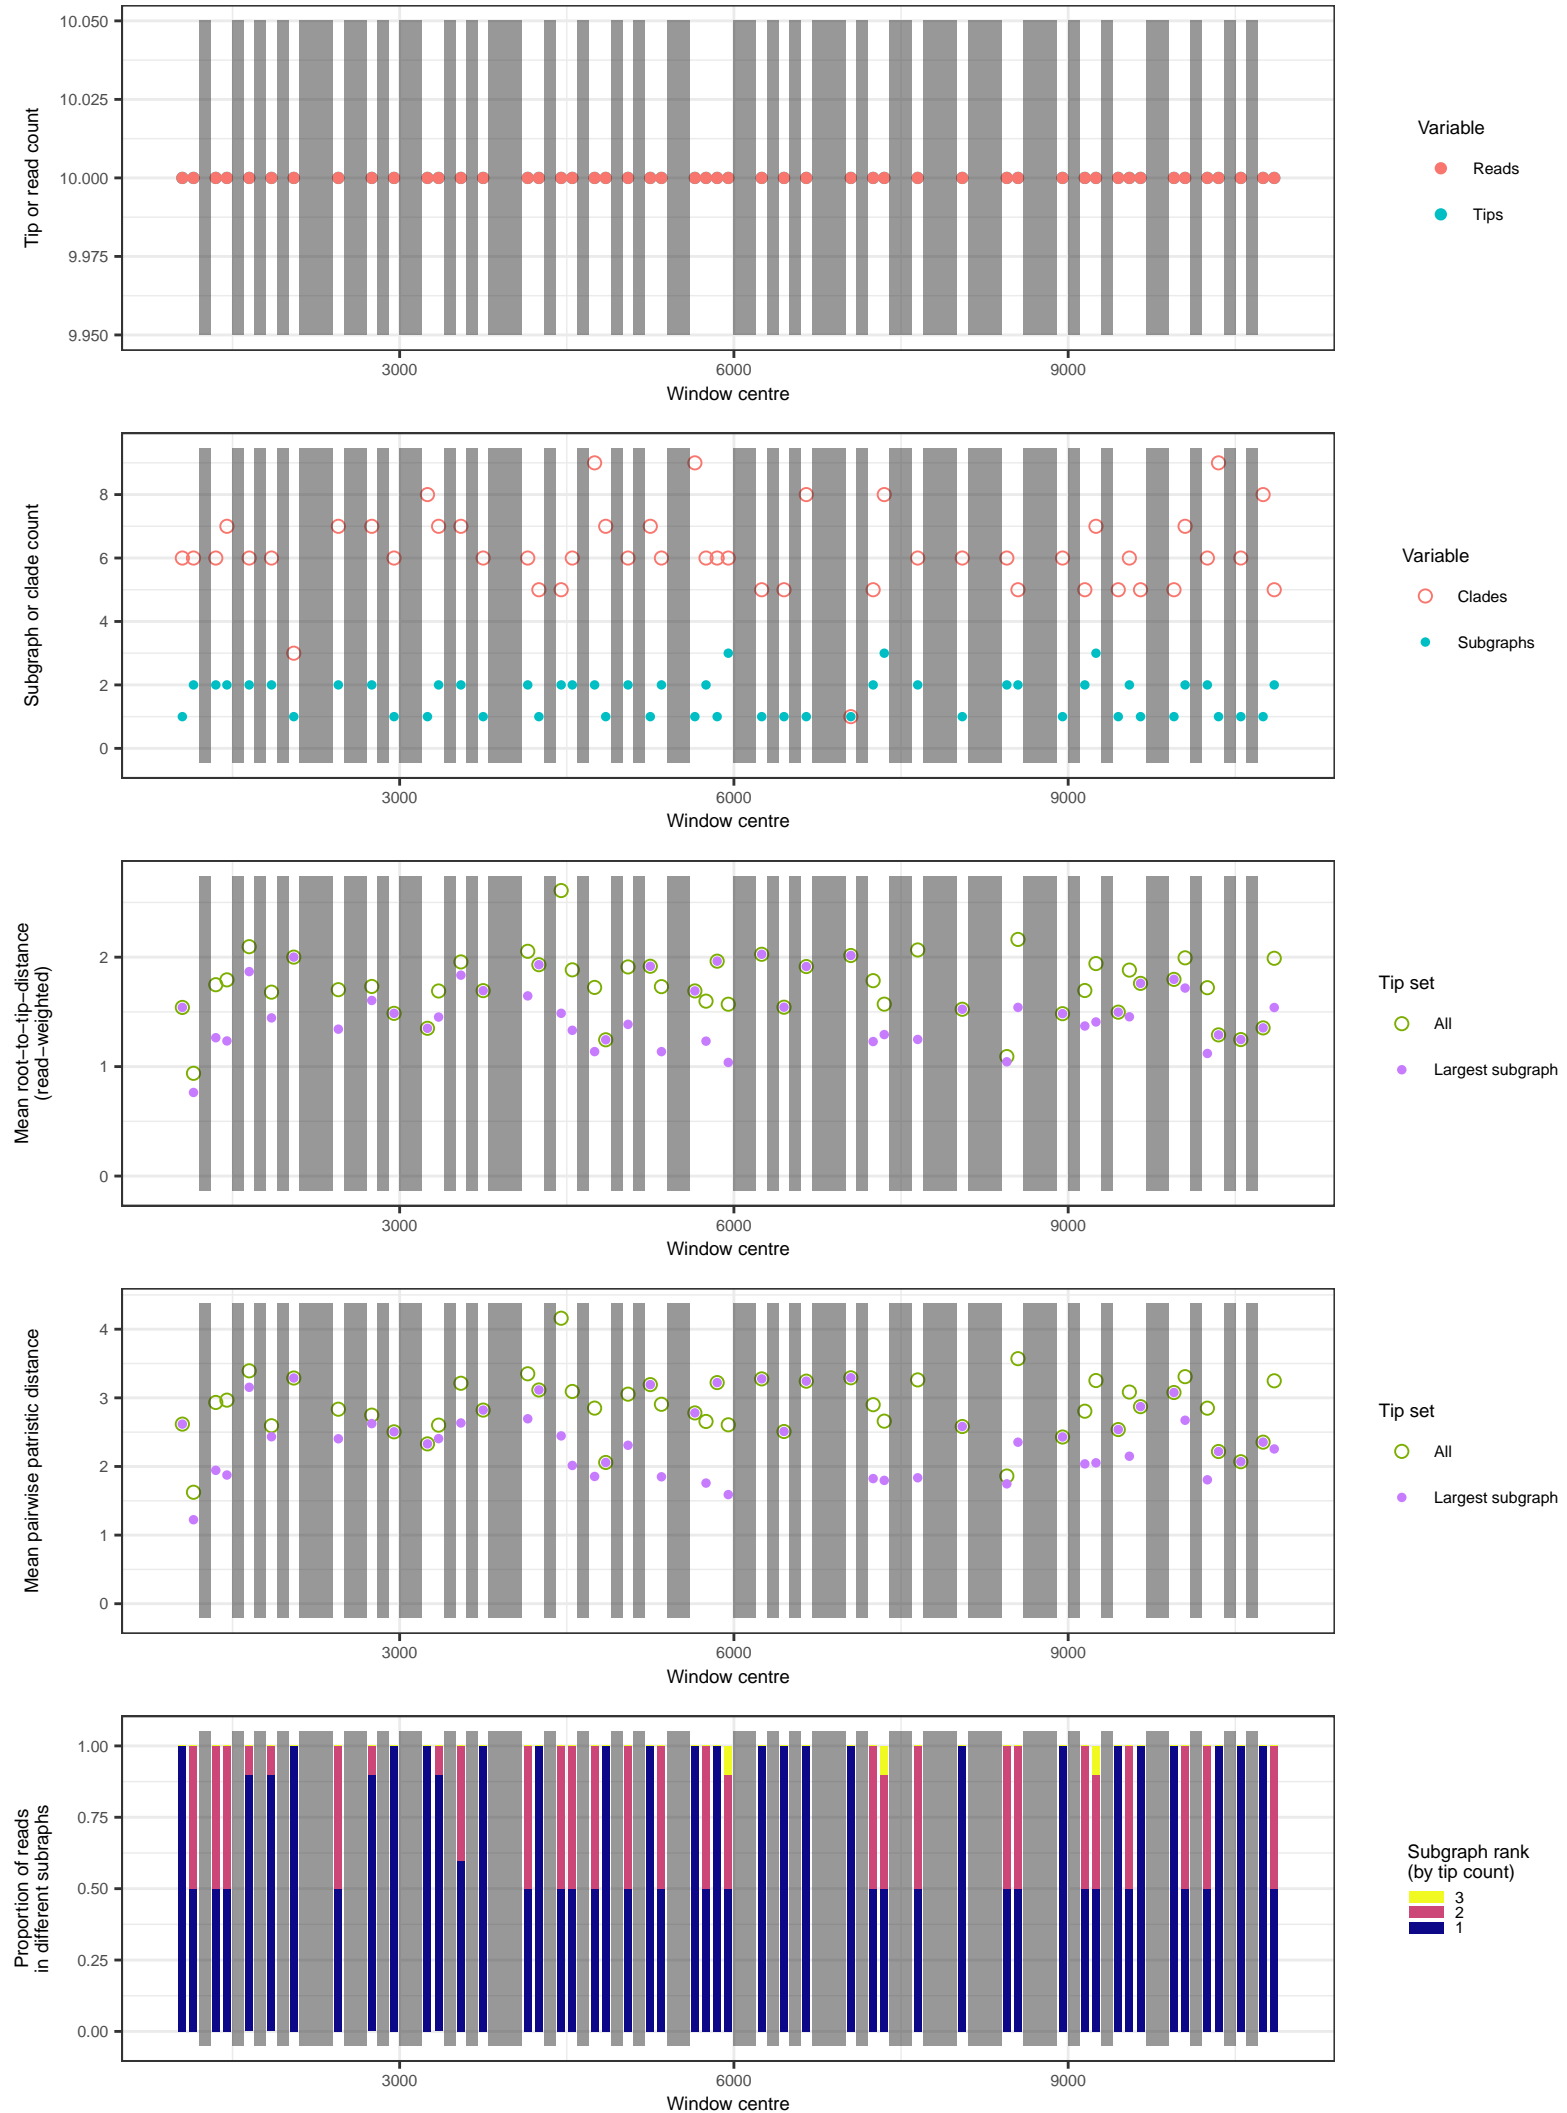 10.050
10.025
10.000
9.975
9.950
Tip or read count
3000 6000 9000
Window centre
Variable
Reads
Tips
8
6
4
2
0
Subgraph or clade count
3000 6000 9000
Window centre
Variable
Clades
Subgraphs
2
1
0
Mean root−to−tip−distance
(read−weighted)
3000 6000 9000
Window centre
Tip set
All
Largest subgraph
4
3
2
1
0
Mean pairwise patristic distance
3000 6000 9000
Window centre
Tip set
All
Largest subgraph
1.00
0.75
0.50
0.25
0.00
Proportion of reads
in different subraphs
3000 6000 9000
Window centre
Subgraph rank
(by tip count)
3
2
1